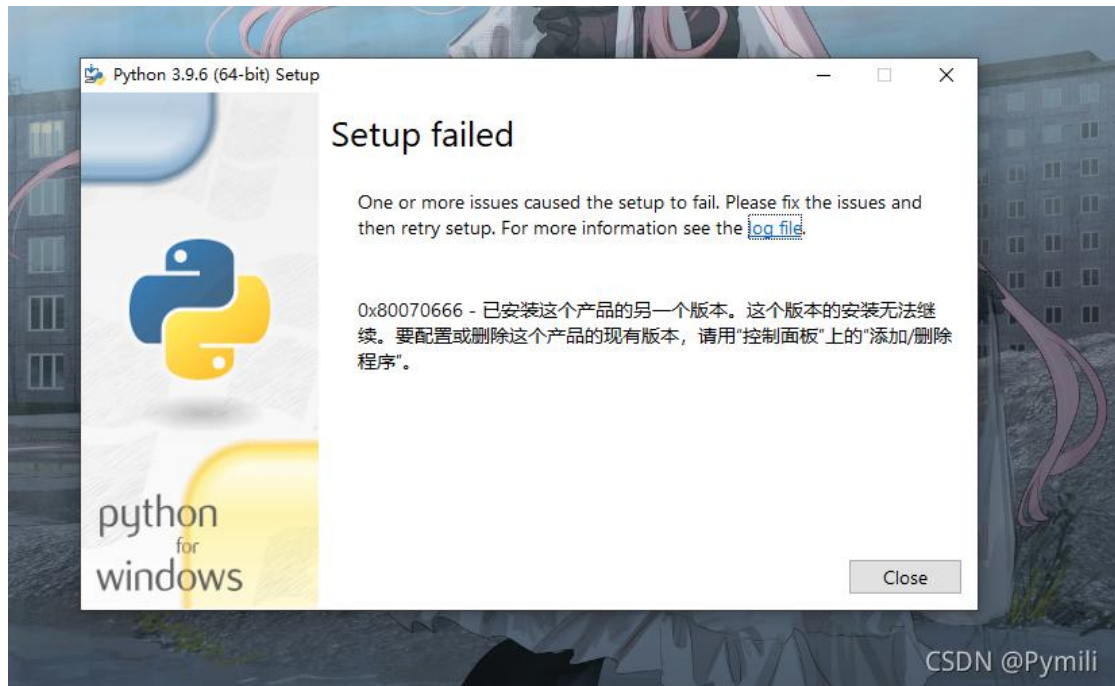 Python 3.9.6 (64-bit) Setup
Setup failed
One or more issues caused the setup to fail. Please fix the issues and
then retry setup. For more information see the log file.
0x80070666 - 已安装这个产品的另一个版本。这个版本的安装无法继
续。要配置或删除这个产品的现有版本，请用“控制面板”上的“添加/删除
程序”。
python
for
windows
Close
CSDN @Pymili